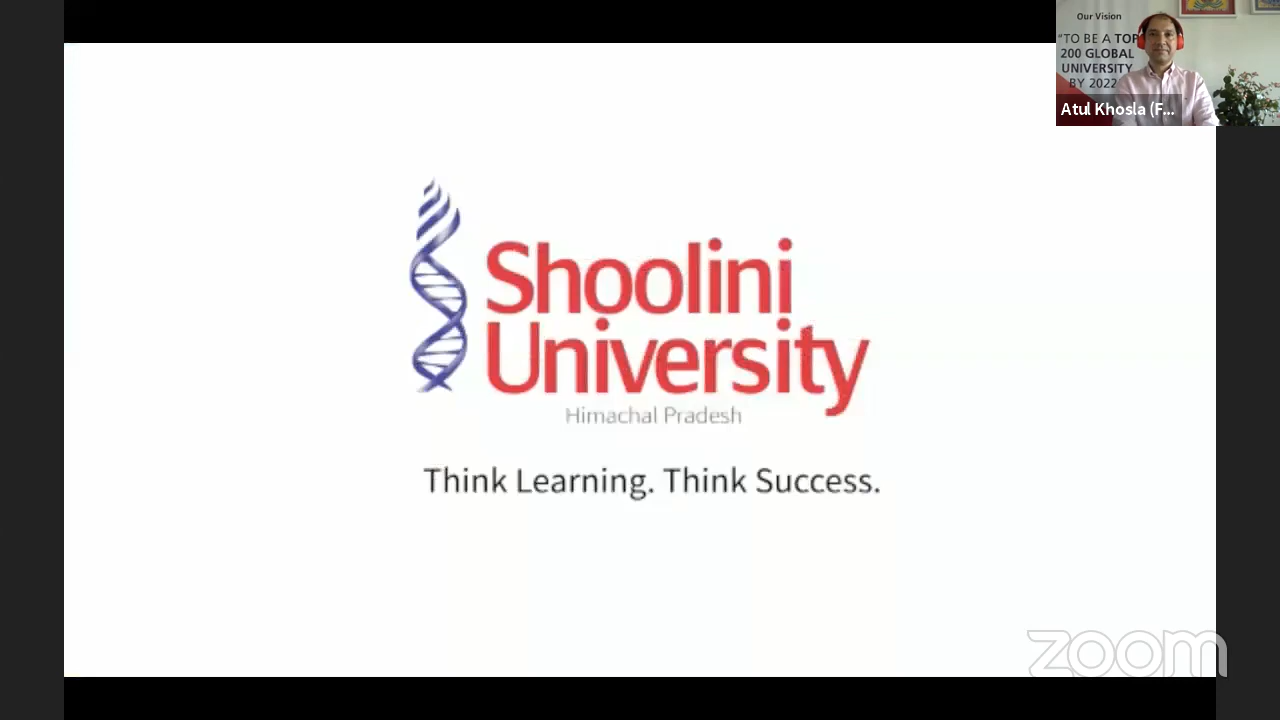 Our Vision
"TO BE A TOP
200 GLOBAL
UNIVERSITY
BY 2022
Atul Khosla (F...
Shoolini
University
Himachal Pradesh
Think Learning. Think Success.
zoom